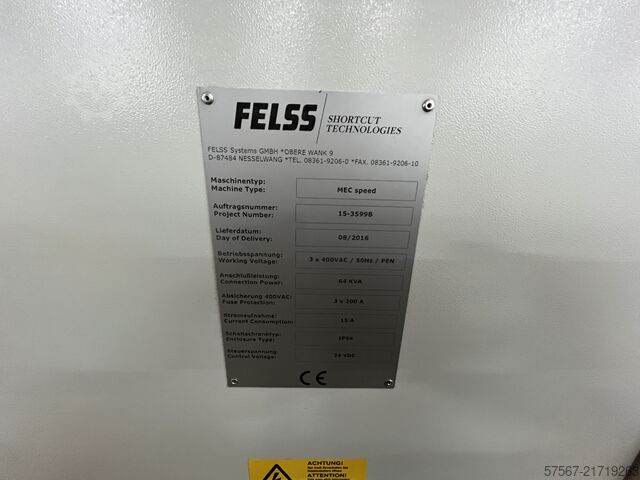 FELSS SHORTCUT
TECHNOLOGIES
FELSS Systems GMBH *OBERE WANK 9
D-87484 NESSELWANG *TEL. 08361-9206-0 *FAX. 08361-9206-10
Maschinentyp:
Machine Type: MEC speed
Auftragsnummer:
Project Number: 15-3599B
Lieferdatum:
Day of Delivery: 08/2016
Betriebsspannung:
Working Voltage: 3 x 400VAC / 50Hz / PEN
Anschlußleistung:
Connection Power: 64 KVA
Absicherung 400VAC:
Fuse Protection: 3 x 200 A
Stromaufnahme:
Current Consumption: 15 A
Schaltschranktyp:
Enclosure Type: IP54
Steuerspannung:
Control Voltage: 24 VDC
CE
ACHTUNG!
ATTENTION!
57567-21719263